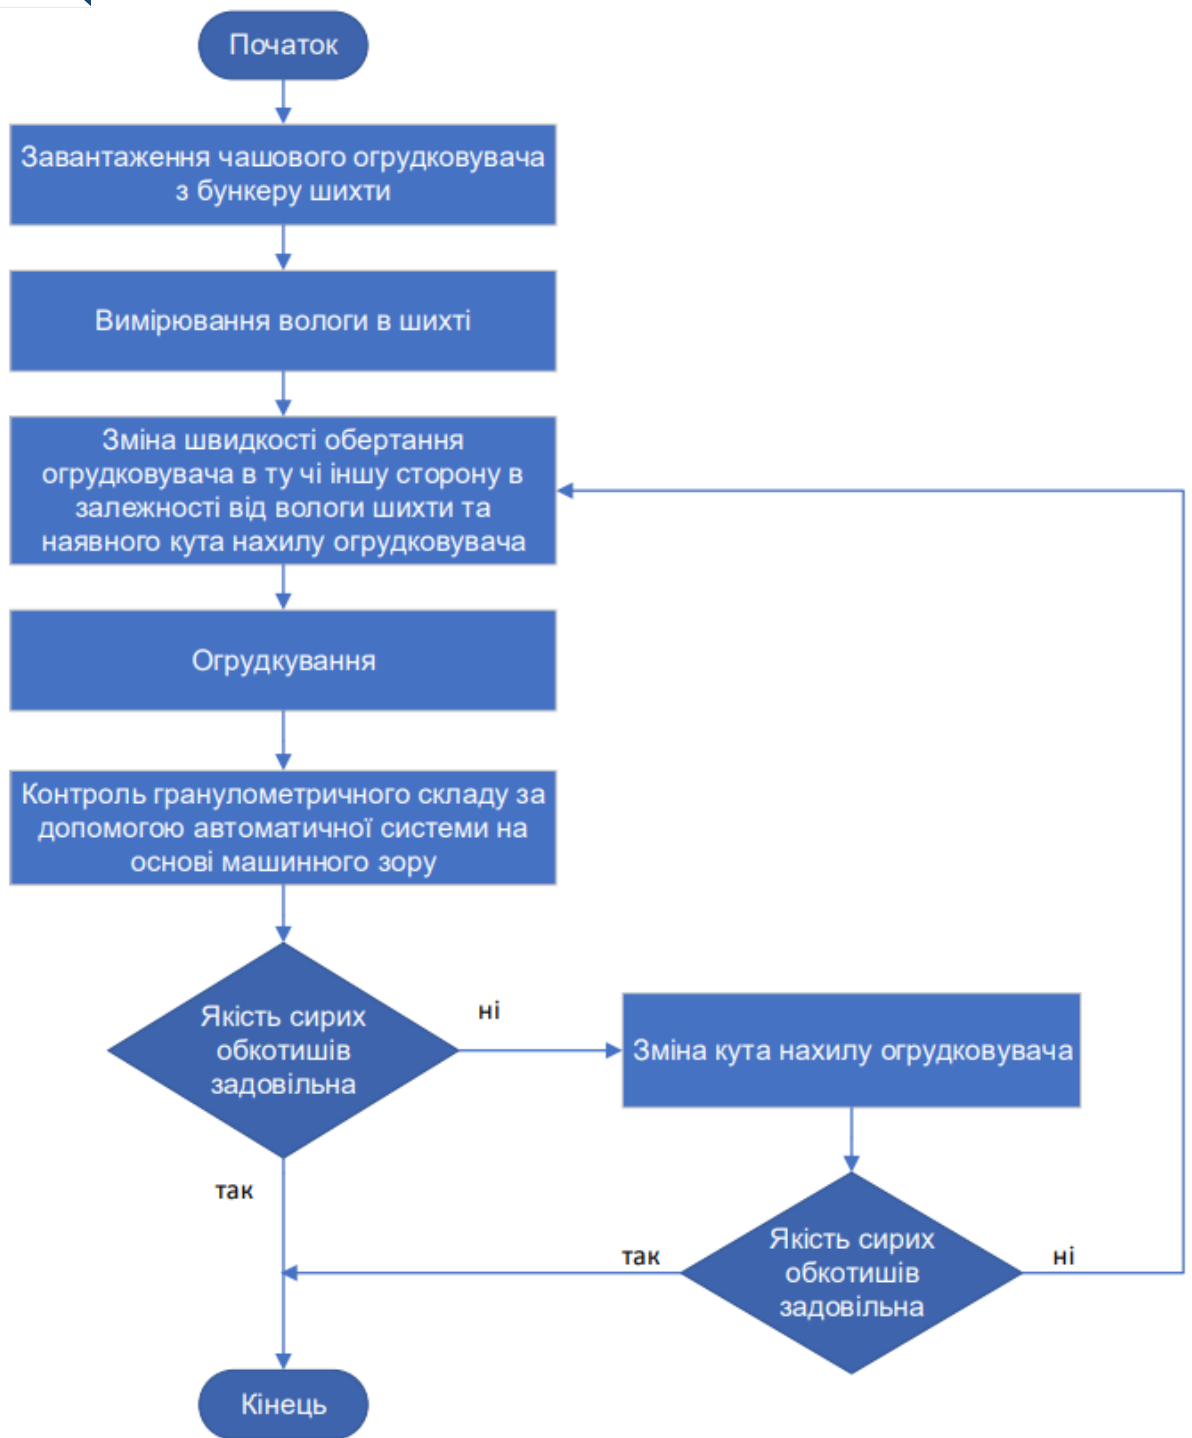 Початок
Завантаження чашового огрудковувача
з бункеру шихти
Вимірювання вологи в шихті
Зміна швидкості обертання
огрудковувача в ту чі іншу сторону в
залежності від вологи шихти та
наявного кута нахилу огрудковувача
Огрудкування
Контроль гранулометричного складу за
допомогою автоматичної системи на
основі машинного зору
Якість сирих
обкотишів
задовільна
ні
Зміна кута нахилу огрудковувача
так
Якість сирих
обкотишів
задовільна
так
ні
Кінець